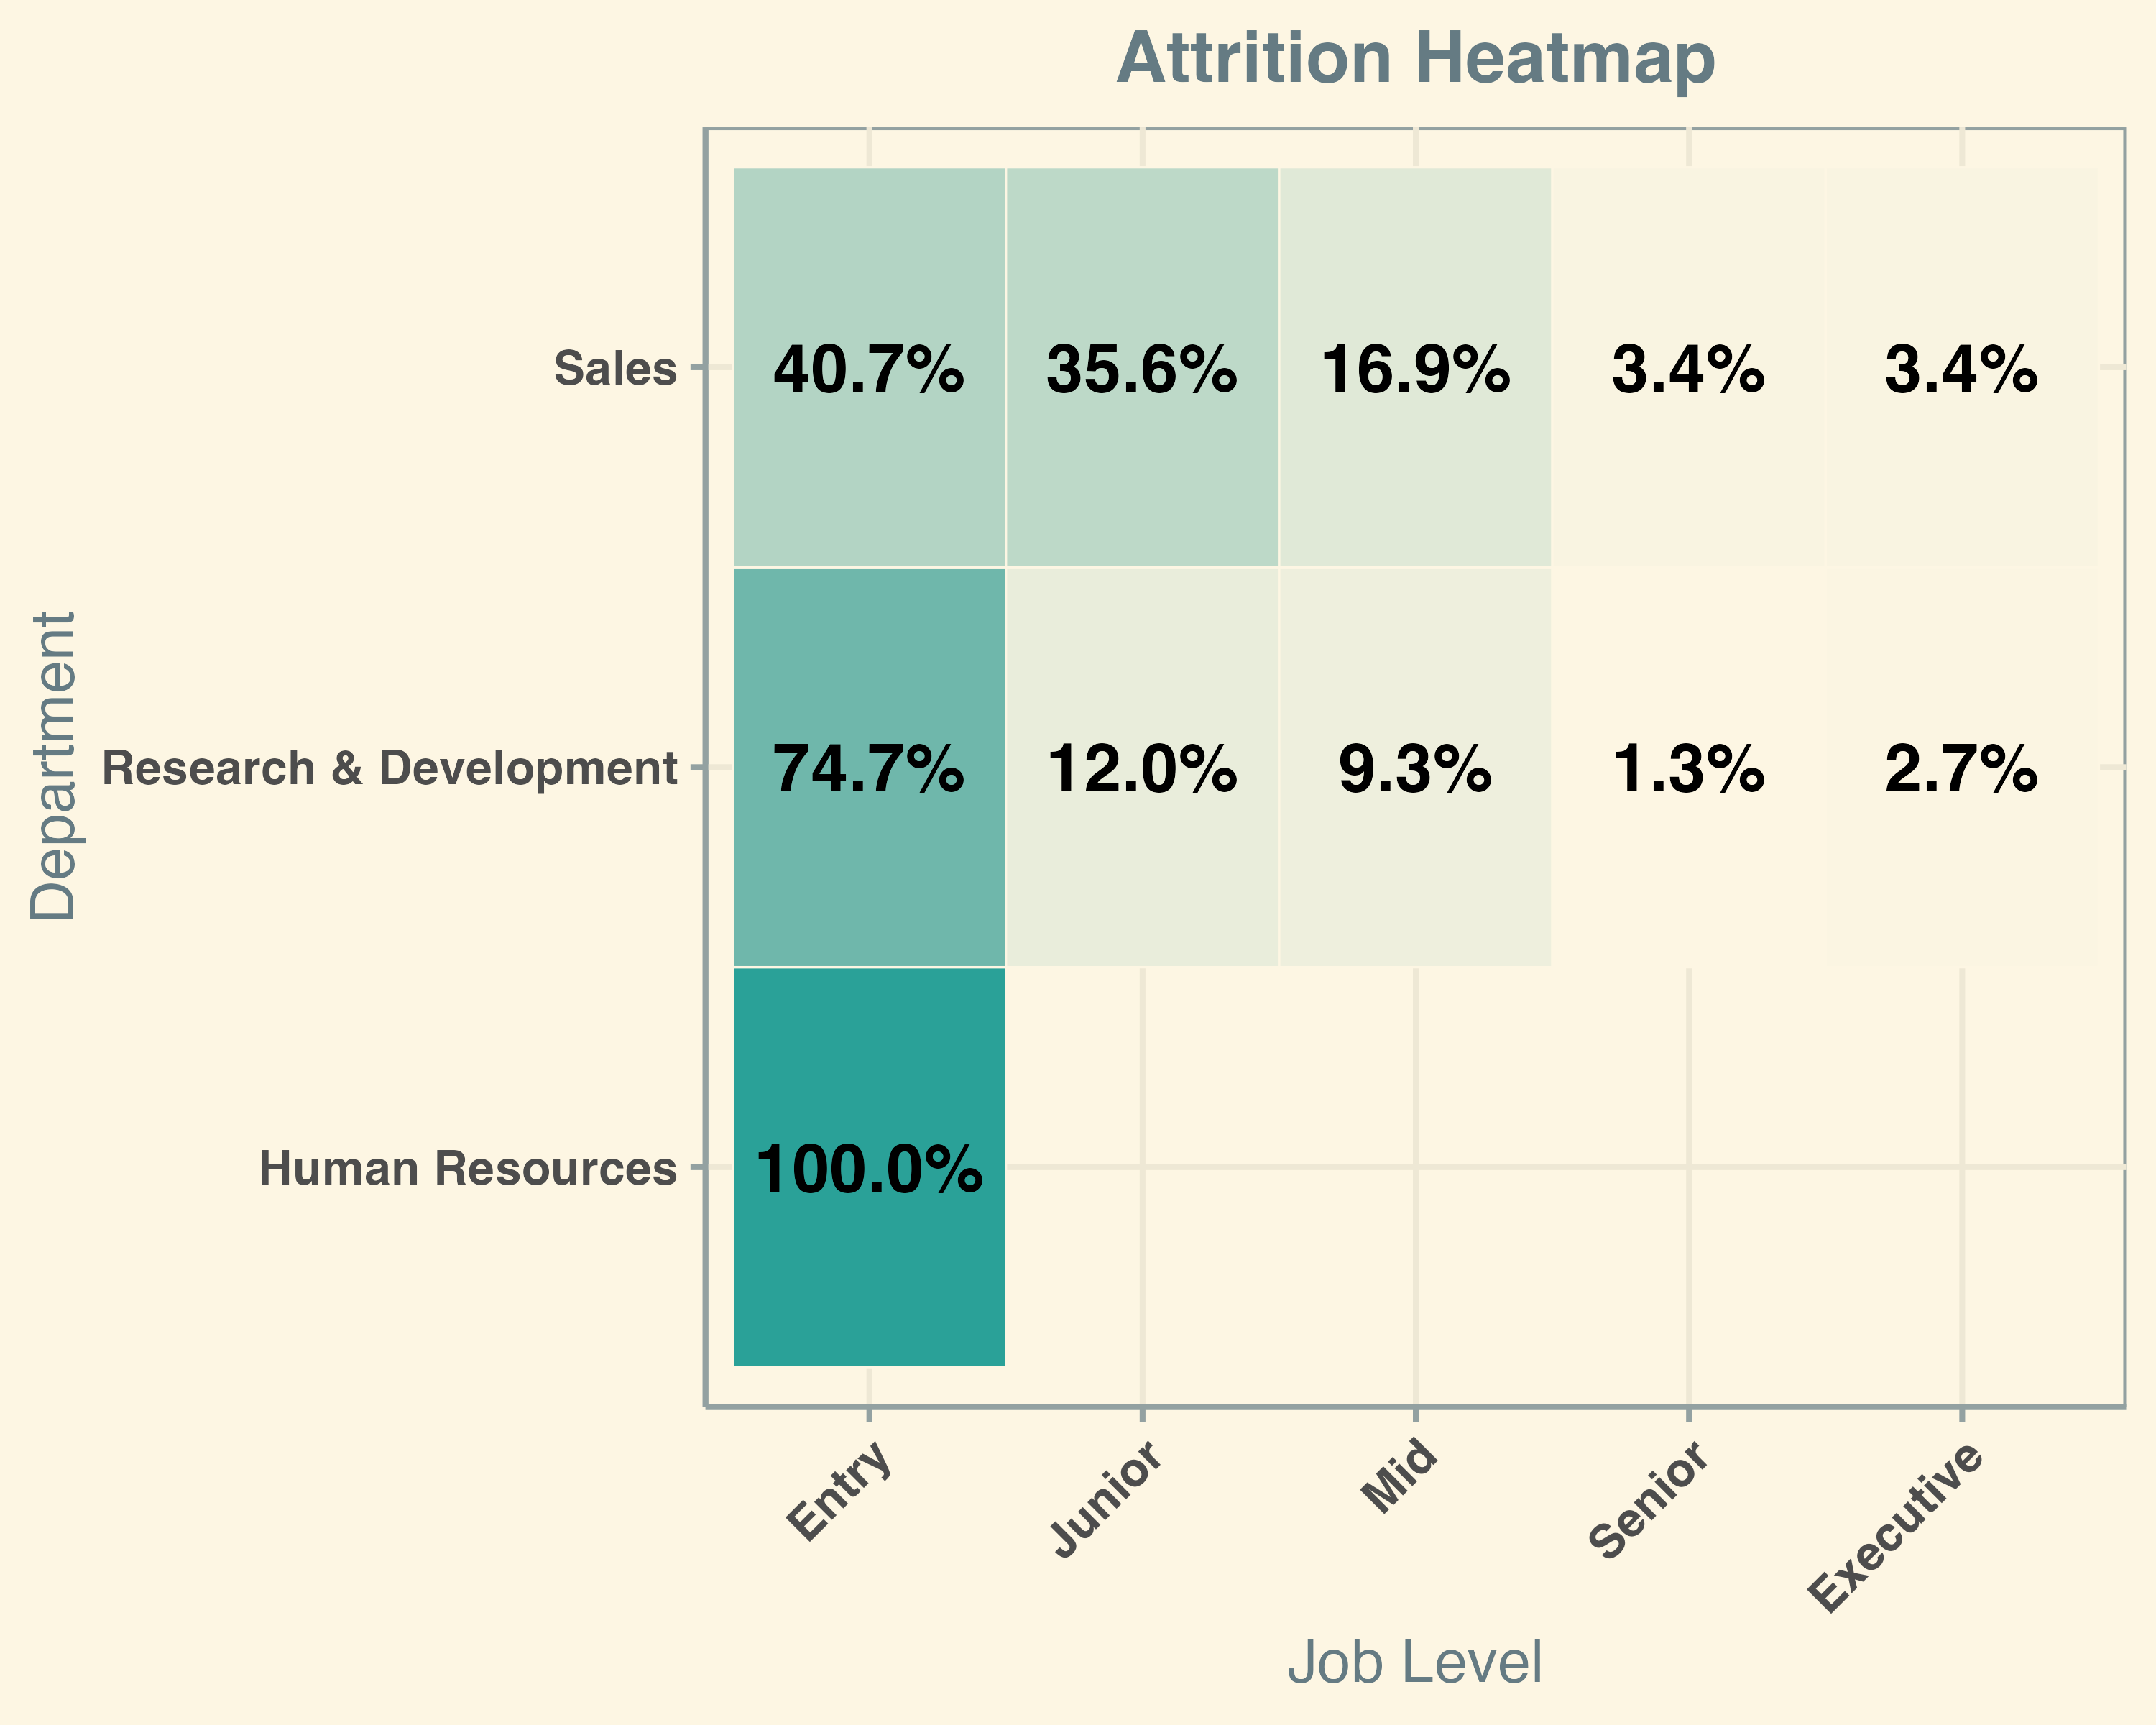 Attrition Heatmap
Department
Sales
40.7% 35.6% 16.9% 3.4% 3.4%
Research & Development
74.7% 12.0% 9.3% 1.3% 2.7%
Human Resources
100.0%
Entry
Junior
Mid
Senior
Executive
Job Level